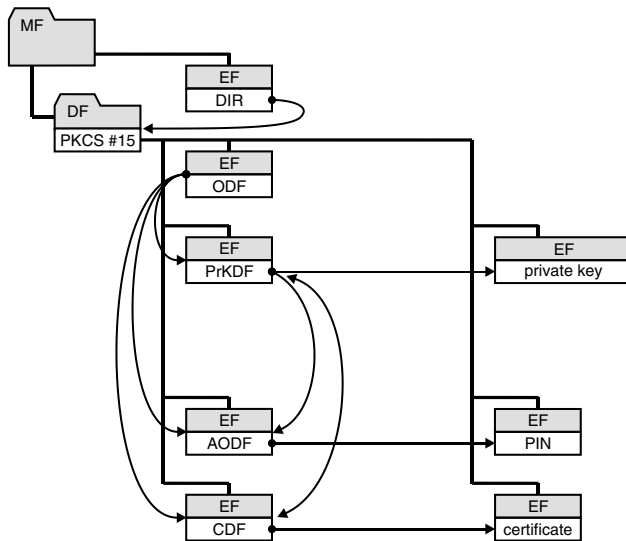 MF
EF
DIR
DF
PKCS #15
EF
ODF
EF
PrKDF
EF
private key
EF
AODF
EF
PIN
EF
CDF
EF
certificate